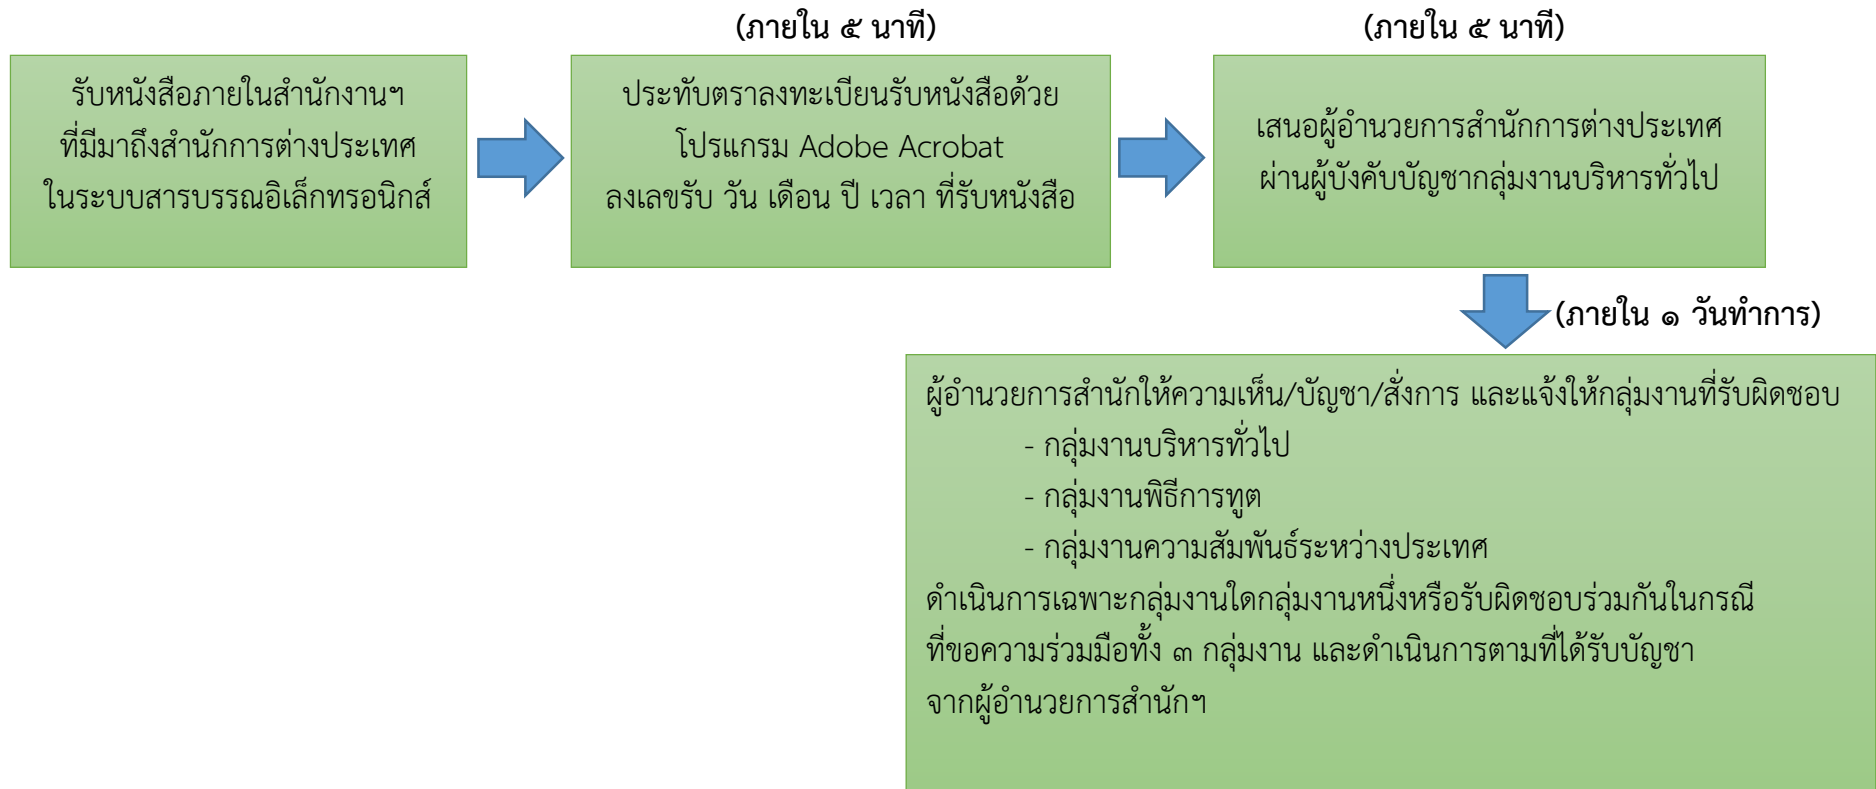 (ภายใน ๕ นาที)
(ภายใน ๕ นาที)
รับหนังสือภายในสำนักงานฯ
ที่มีมาถึงสำนักการต่างประเทศ
ในระบบสารบรรณอิเล็กทรอนิกส์
ประทับตราลงทะเบียนรับหนังสือด้วย
โปรแกรม Adobe Acrobat
ลงเลขรับ วัน เดือน ปี เวลา ที่รับหนังสือ
เสนอผู้อำนวยการสำนักการต่างประเทศ
ผ่านผู้บังคับบัญชากลุ่มงานบริหารทั่วไป
(ภายใน ๑ วันทำการ)
ผู้อำนวยการสำนักให้ความเห็น/บัญชา/สั่งการ และแจ้งให้กลุ่มงานที่รับผิดชอบ
- กลุ่มงานบริหารทั่วไป
- กลุ่มงานพิธีการทูต
- กลุ่มงานความสัมพันธ์ระหว่างประเทศ
ดำเนินการเฉพาะกลุ่มงานใดกลุ่มงานหนึ่งหรือรับผิดชอบร่วมกันในกรณี
ที่ขอความร่วมมือทั้ง ๓ กลุ่มงาน และดำเนินการตามที่ได้รับบัญชา
จากผู้อำนวยการสำนักฯ